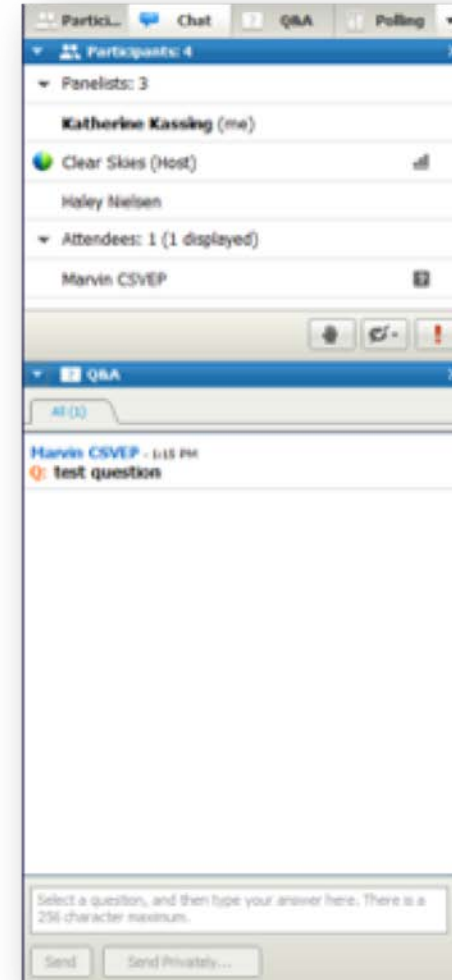 Partici... Chat Q&A Polling
Participants: 4
Panelists: 3
Katherine Kassing (me)
Clear Skies (Host)
Haley Nielsen
Attendees: 1 (1 displayed)
Marvin CSVEP
Q&A
All (1)
Marvin CSVEP - 1:15 PM
Q: test question
Select a question, and then type your answer here. There is a
256 character maximum.
Send Send Privately...